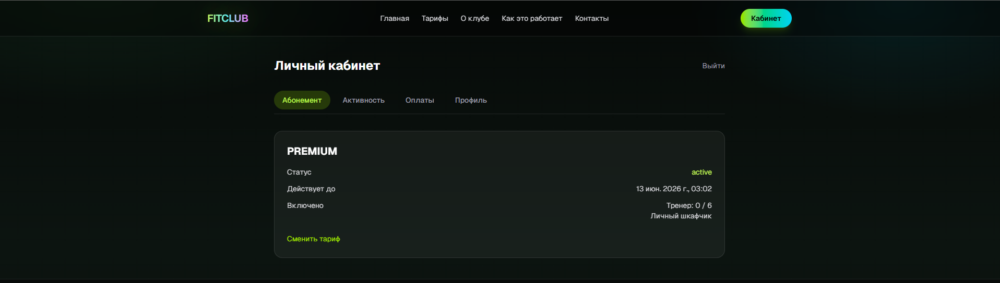 FITCLUB
Главная Тарифы О клубе Как это работает Контакты
Кабинет
Личный кабинет
Выйти
Абонемент Активность Оплаты Профиль
PREMIUM
Статус active
Действует до 13 июн. 2026 г., 03:02
Включено Тренер: 0 / 6
Личный шкафчик
Сменить тариф